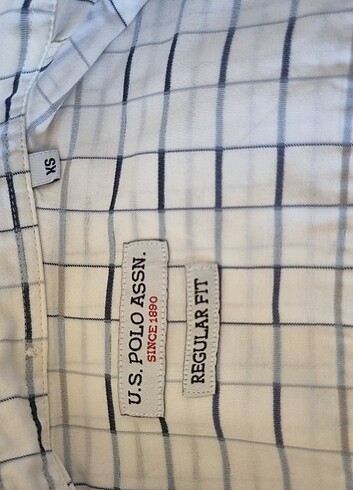 XS
U.S. POLO ASSN.
SINCE 1890
REGULAR FIT